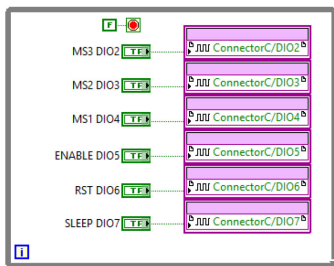 F
MS3 DIO2 TF ConnectorC/DIO2
MS2 DIO3 TF ConnectorC/DIO3
MS1 DIO4 TF ConnectorC/DIO4
ENABLE DIO5 TF ConnectorC/DIO5
RST DIO6 TF ConnectorC/DIO6
SLEEP DIO7 TF ConnectorC/DIO7
i